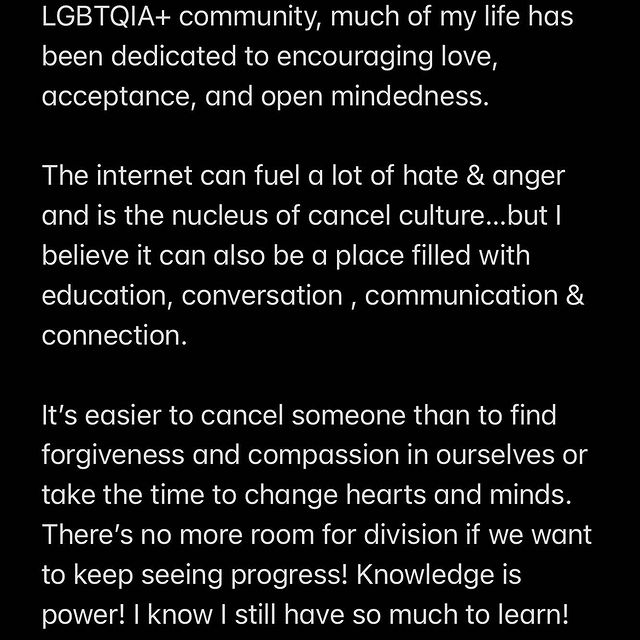 LGBTQIA+ community, much of my life has
been dedicated to encouraging love,
acceptance, and open mindedness.
The internet can fuel a lot of hate & anger
and is the nucleus of cancel culture...but I
believe it can also be a place filled with
education, conversation , communication &
connection.
It's easier to cancel someone than to find
forgiveness and compassion in ourselves or
take the time to change hearts and minds.
There's no more room for division if we want
to keep seeing progress! Knowledge is
power! I know I still have so much to learn!